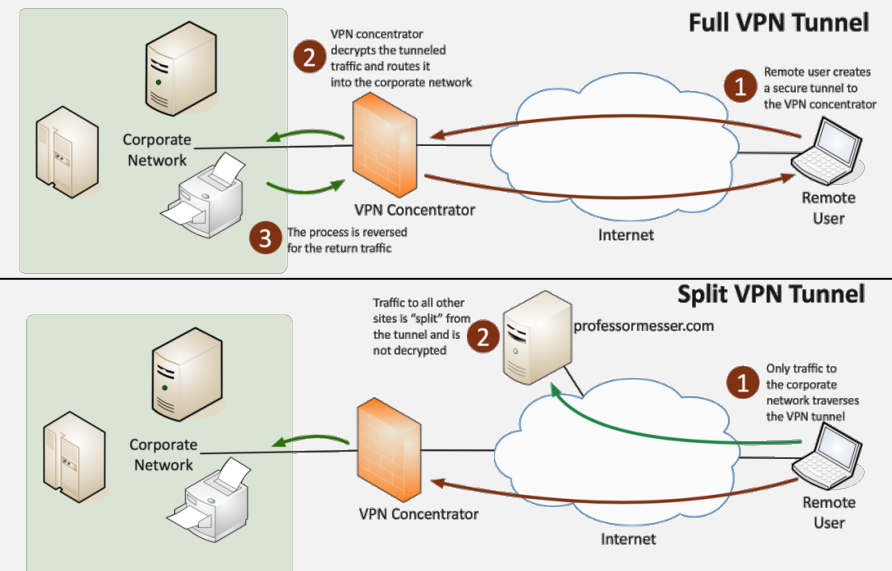 Full VPN Tunnel
2
VPN concentrator
decrypts the tunneled
traffic and routes it
into the corporate network
1
Remote user creates
a secure tunnel to
the VPN concentrator
Corporate
Network
VPN Concentrator
Internet
Remote
User
3
The process is reversed
for the return traffic
Split VPN Tunnel
Traffic to all other
sites is “split” from
the tunnel and is
not decrypted
2
professormesser.com
1
Only traffic to
the corporate
network traverses
the VPN tunnel
Corporate
Network
VPN Concentrator
Internet
Remote
User